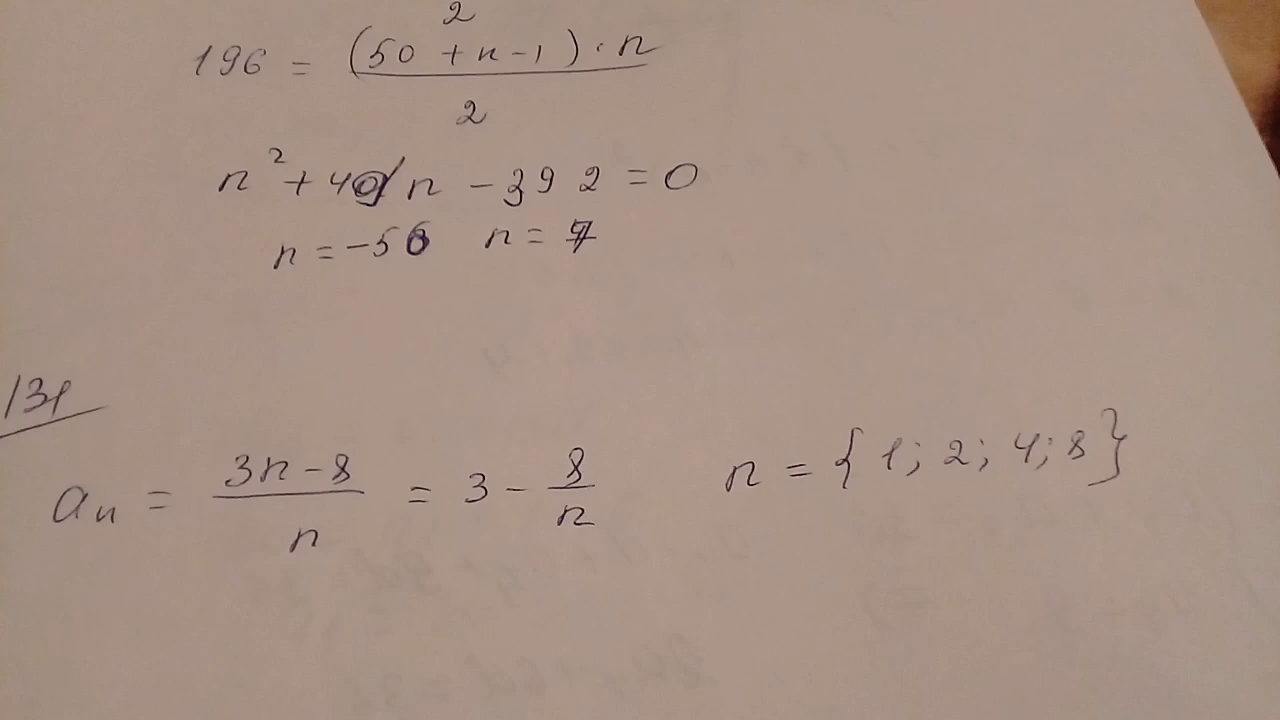 2
196 = (50 + n - 1) · n
2
n² + 49n - 392 = 0
n = -56 n = 7
131
aₙ = 3n - 8 / n = 3 - 8 / n n = {1; 2; 4; 8}